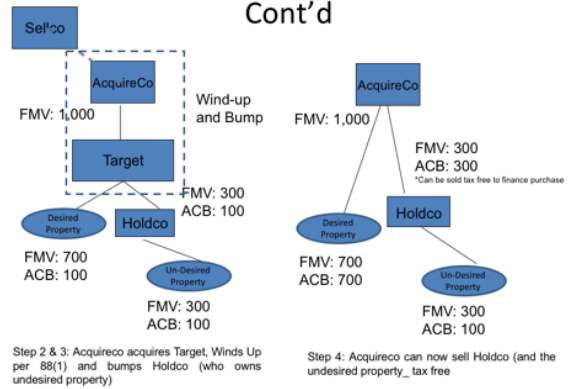 Cont'd
Sellco
AcquireCo
FMV: 1,000
Wind-up
and Bump
Target
FMV: 300
ACB: 100
Desired
Property
Holdco
FMV: 700
ACB: 100
Un-Desired
Property
FMV: 300
ACB: 100
Step 2 & 3: Acquireco acquires Target, Winds Up
per 88(1) and bumps Holdco (who owns
undesired property)
AcquireCo
FMV: 1,000
FMV: 300
ACB: 300
*Can be sold tax free to finance purchase
Holdco
Desired
Property
FMV: 700
ACB: 700
Un-Desired
Property
FMV: 300
ACB: 100
Step 4: Acquireco can now sell Holdco (and the
undesired property_ tax free